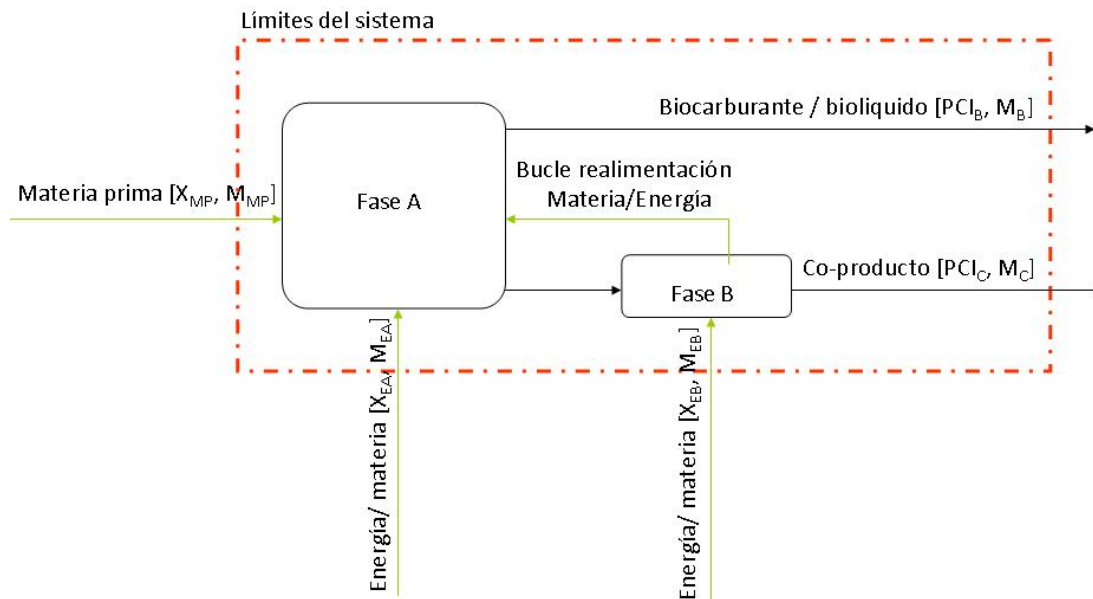 Límites del sistema
Biocarburante / bioliquido [PCI_B, M_B]
Bucle realimentación
Materia/Energía
Materia prima [X_MP, M_MP]
Fase A
Co-producto [PCI_C, M_C]
Fase B
Energía/ materia [X_EA, M_EA]
Energía/ materia [X_EB, M_EB]